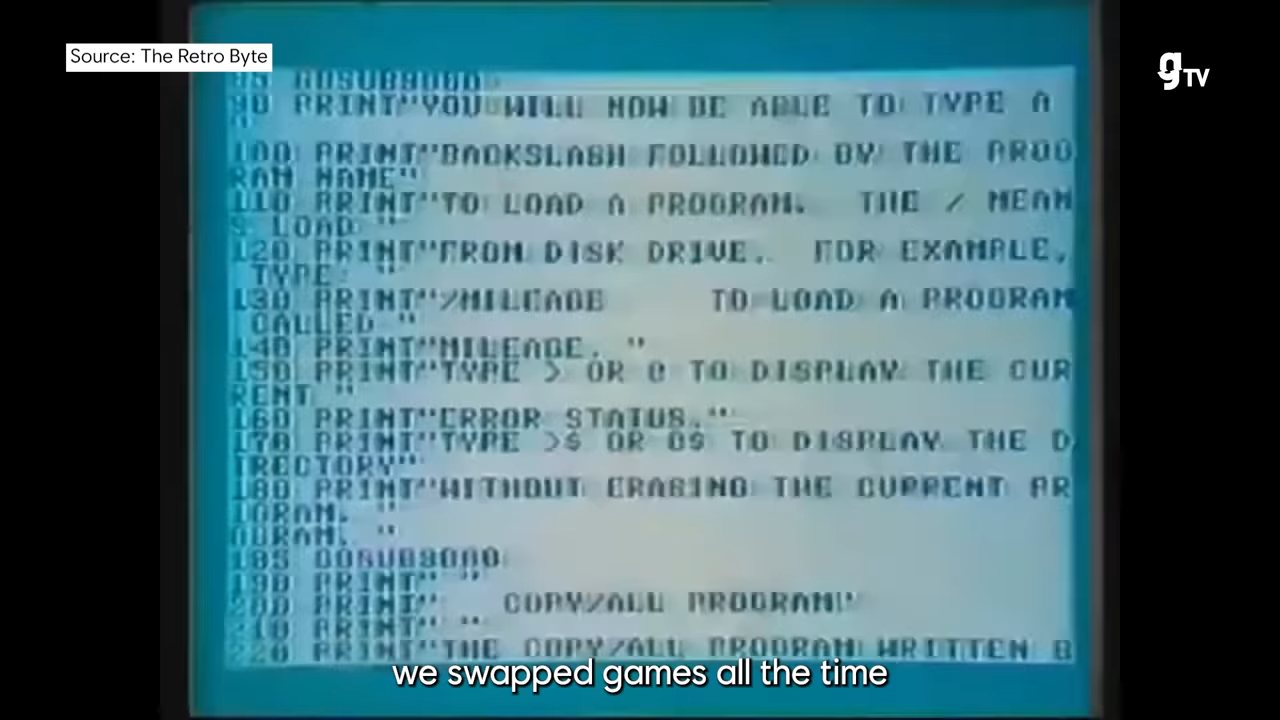 Source: The Retro Byte
g TV
GOSUB9000
90 PRINT"YOU WILL NOW BE ABLE TO TYPE A
"
100 PRINT"BACKSLASH FOLLOWED BY THE PROG
RAM NAME"
110 PRINT"TO LOAD A PROGRAM.  THE / MEAN
S LOAD "
120 PRINT"FROM DISK DRIVE.  FOR EXAMPLE,
TYPE "
130 PRINT"/MILEAGE     TO LOAD A PROGRAM
CALLED "
140 PRINT"MILEAGE. "
150 PRINT"TYPE > OR @ TO DISPLAY THE CUR
RENT "
160 PRINT"ERROR STATUS."
170 PRINT"TYPE >$ OR @$ TO DISPLAY THE D
IRECTORY"
180 PRINT"WITHOUT ERASING THE CURRENT PR
OGRAM. "
OGRAM. "
185 GOSUB9000
190 PRINT" "
200 PRINT"    COPY/ALL PROGRAM"
210 PRINT" "
220 PRINT"THE COPY/ALL PROGRAM WRITTEN B
we swapped games all the time